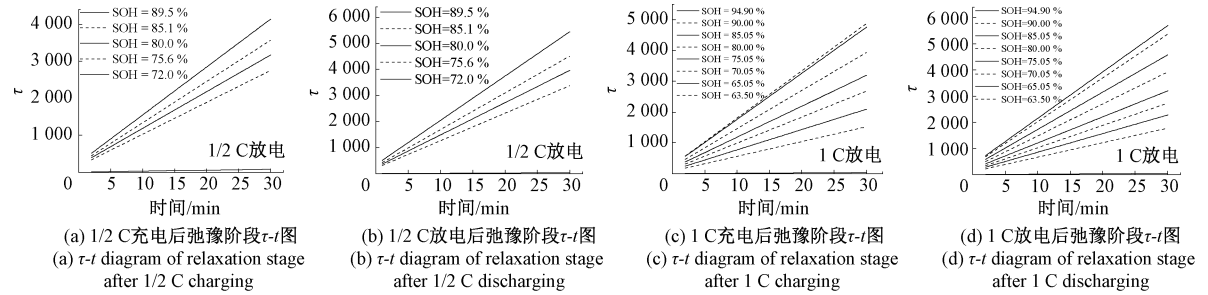 4 000
3 000
2 000
1 000
0
τ
SOH = 89.5 %
SOH = 85.1 %
SOH = 80.0 %
SOH = 75.6 %
SOH = 72.0 %
1/2 C放电
5 10 15 20 25 30
时间/min
(a) 1/2 C充电后弛豫阶段τ-t图
(a) τ-t diagram of relaxation stage
after 1/2 C charging
6 000
5 000
4 000
3 000
2 000
1 000
0
τ
SOH=89.5 %
SOH=85.1 %
SOH=80.0 %
SOH=75.6 %
SOH=72.0 %
1/2 C放电
5 10 15 20 25 30
时间/min
(b) 1/2 C放电后弛豫阶段τ-t图
(b) τ-t diagram of relaxation stage
after 1/2 C discharging
5 000
4 000
3 000
2 000
1 000
0
τ
SOH = 94.90 %
SOH = 90.00 %
SOH = 85.05 %
SOH = 80.00 %
SOH = 75.05 %
SOH = 70.05 %
SOH = 65.05 %
SOH = 63.50 %
1 C放电
5 10 15 20 25 30
时间/min
(c) 1 C充电后弛豫阶段τ-t图
(c) τ-t diagram of relaxation stage
after 1 C charging
6 000
5 000
4 000
3 000
2 000
1 000
0
τ
SOH=94.90 %
SOH=90.00 %
SOH=85.05 %
SOH=80.00 %
SOH=75.05 %
SOH=70.05 %
SOH=65.05 %
SOH=63.50 %
1 C放电
5 10 15 20 25 30
时间/min
(d) 1 C放电后弛豫阶段τ-t图
(d) τ-t diagram of relaxation stage
after 1 C discharging